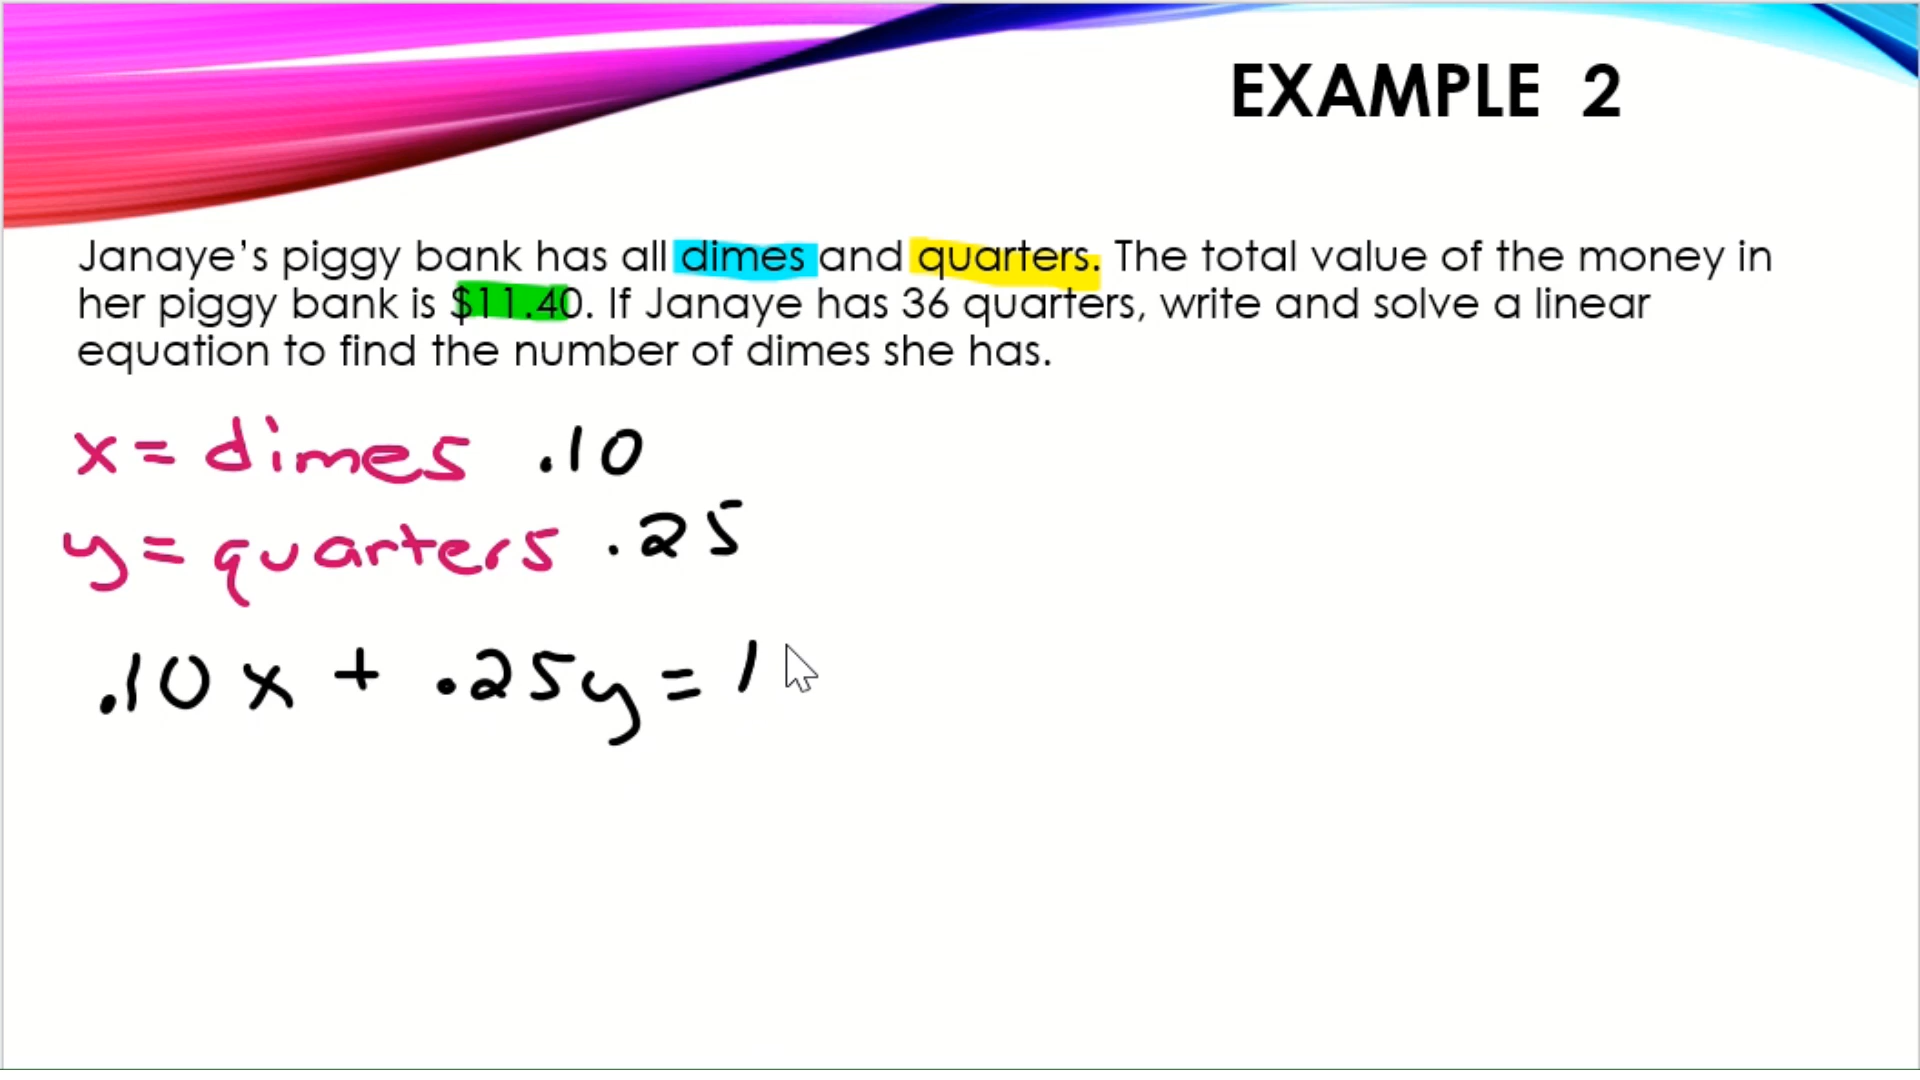 EXAMPLE 2
Janaye’s piggy bank has all dimes and quarters. The total value of the money in
her piggy bank is $11.40. If Janaye has 36 quarters, write and solve a linear
equation to find the number of dimes she has.
x = dimes .10
y = quarters .25
.10x + .25y = 1